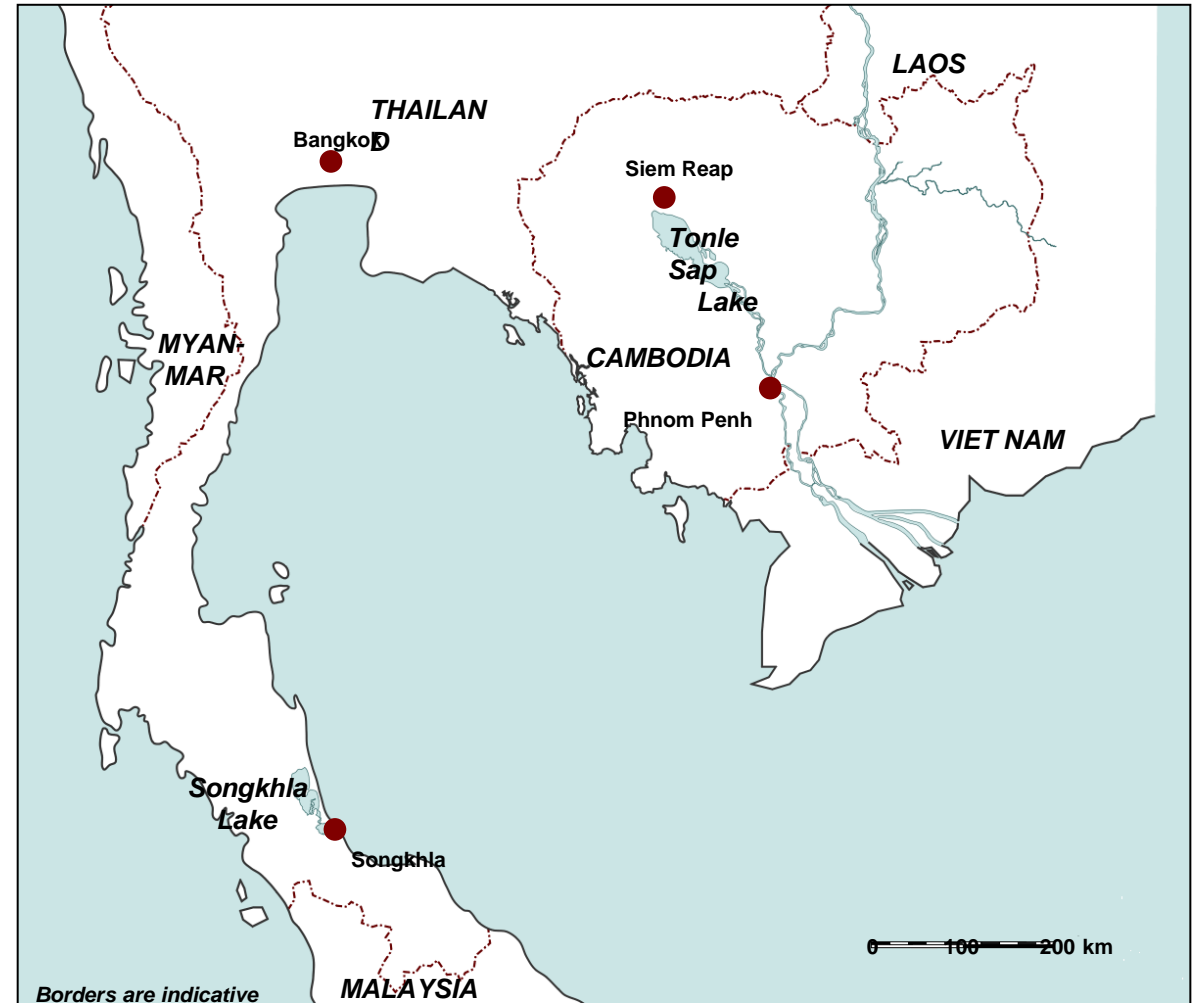 LAOS
THAILAN
D
Bangkok
Siem Reap
Tonle
Sap
Lake
MYAN-
MAR
CAMBODIA
Phnom Penh
VIET NAM
Songkhla
Lake
Songkhla
0 100 200 km
MALAYSIA
Borders are indicative